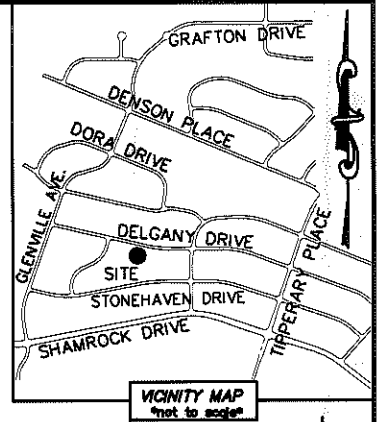 GRAFTON DRIVE
DENSON PLACE
DORA DRIVE
GLENVILLE AVE.
DELGANY DRIVE
TIPPERARY PLACE
SITE
STONEHAVEN DRIVE
SHAMROCK DRIVE
VICINITY MAP
*not to scale*